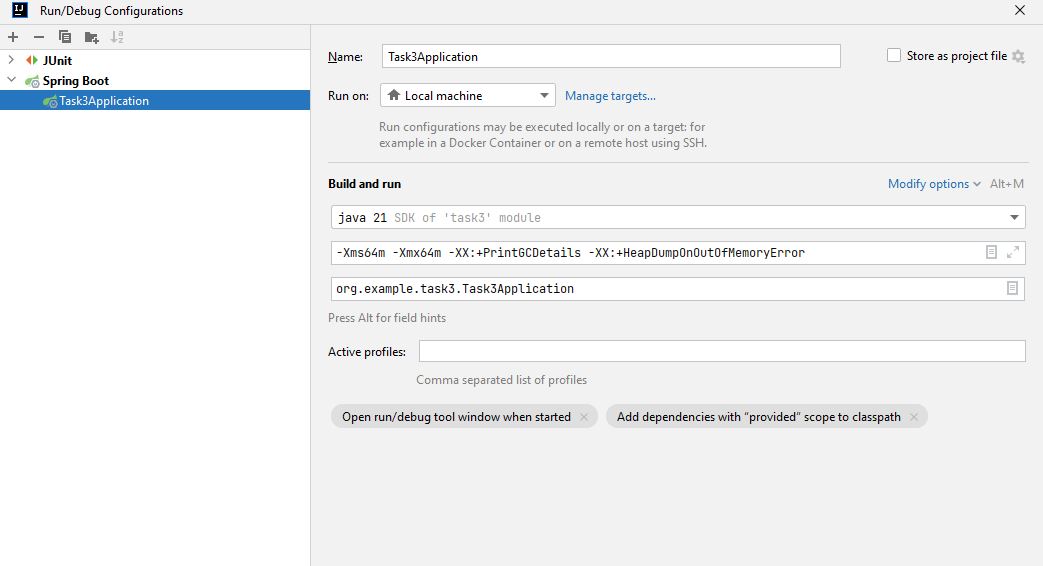 IJ Run/Debug Configurations
JUnit
Spring Boot
Task3Application
Name: Task3Application
Store as project file
Run on: Local machine Manage targets...
Run configurations may be executed locally or on a target: for
example in a Docker Container or on a remote host using SSH.
Build and run Modify options Alt+M
java 21 SDK of 'task3' module
-Xms64m -Xmx64m -XX:+PrintGCDetails -XX:+HeapDumpOnOutOfMemoryError
org.example.task3.Task3Application
Press Alt for field hints
Active profiles:
Comma separated list of profiles
Open run/debug tool window when started Add dependencies with “provided” scope to classpath